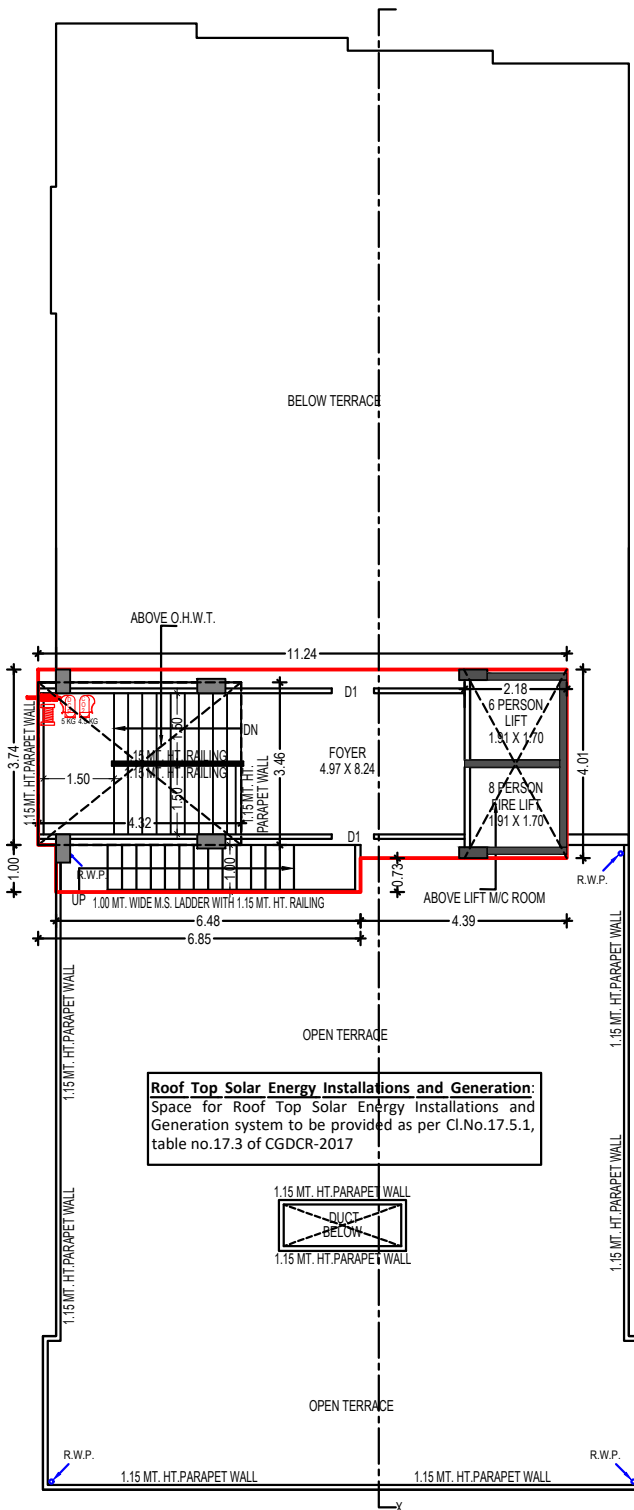 BELOW TERRACE
ABOVE O.H.W.T.
11.24
D1
2.18
6 PERSON
LIFT
1.91 X 1.70
5 KG
DN
1.50
1.15 MT. HT. RAILING
1.15 MT. HT. RAILING
FOYER
4.97 X 8.24
3.46
4.01
3.74
1.15 MT. HT.PARAPET WALL
1.15 MT. HT.
PARAPET WALL
1.50
1.50
4.32
8 PERSON
FIRE LIFT
1.91 X 1.70
D1
1.00
1.00
0.73
R.W.P.
R.W.P.
UP
1.00 MT. WIDE M.S. LADDER WITH 1.15 MT. HT. RAILING
ABOVE LIFT M/C ROOM
6.48
4.39
6.85
1.15 MT. HT.PARAPET WALL
1.15 MT. HT.PARAPET WALL
OPEN TERRACE
Roof Top Solar Energy Installations and Generation:
Space for Roof Top Solar Energy Installations and
Generation system to be provided as per Cl.No.17.5.1,
table no.17.3 of CGDCR-2017
1.15 MT. HT.PARAPET WALL
DUCT
BELOW
1.15 MT. HT.PARAPET WALL
1.15 MT. HT.PARAPET WALL
1.15 MT. HT.PARAPET WALL
OPEN TERRACE
R.W.P.
R.W.P.
1.15 MT. HT.PARAPET WALL
1.15 MT. HT.PARAPET WALL
X